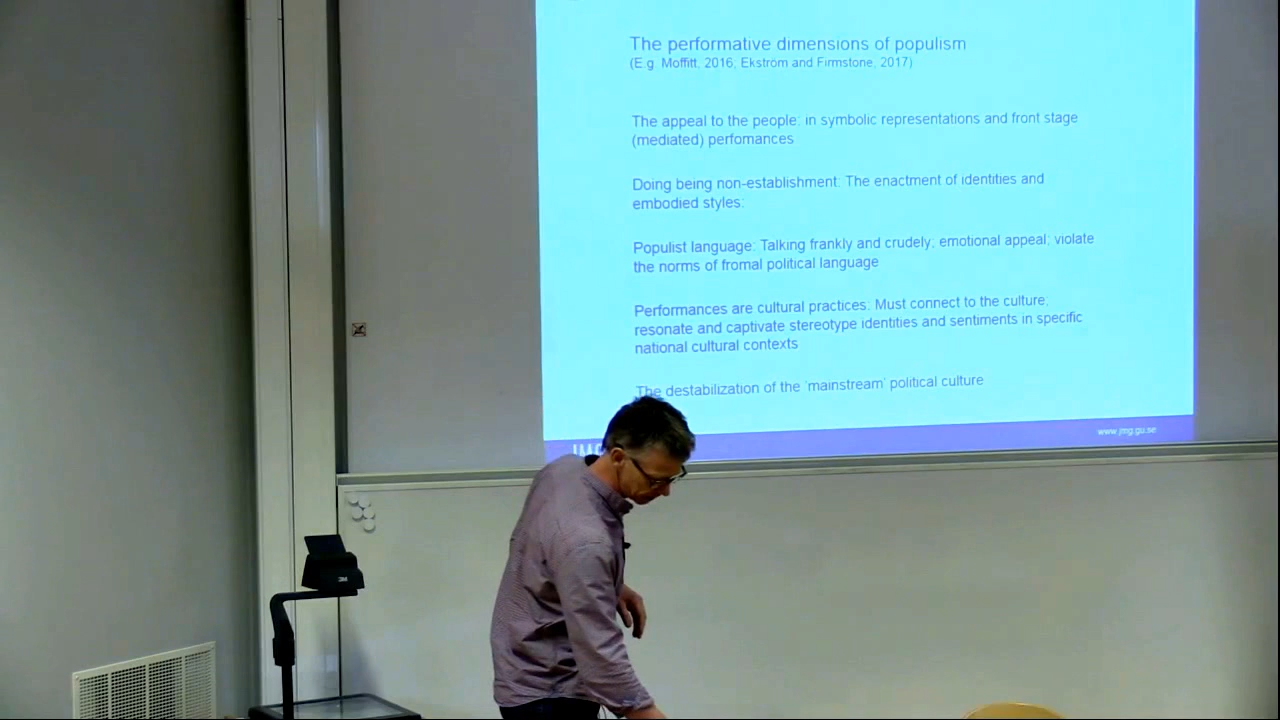 The performative dimensions of populism
(E.g. Moffitt, 2016; Ekström and Firmstone, 2017)
The appeal to the people: in symbolic representations and front stage
(mediated) perfomances
Doing being non-establishment: The enactment of identities and
embodied styles:
Populist language: Talking frankly and crudely; emotional appeal; violate
the norms of fromal political language
Performances are cultural practices: Must connect to the culture;
resonate and captivate stereotype identities and sentiments in specific
national cultural contexts
The destabilization of the 'mainstream' political culture
www.jmg.gu.se
3M